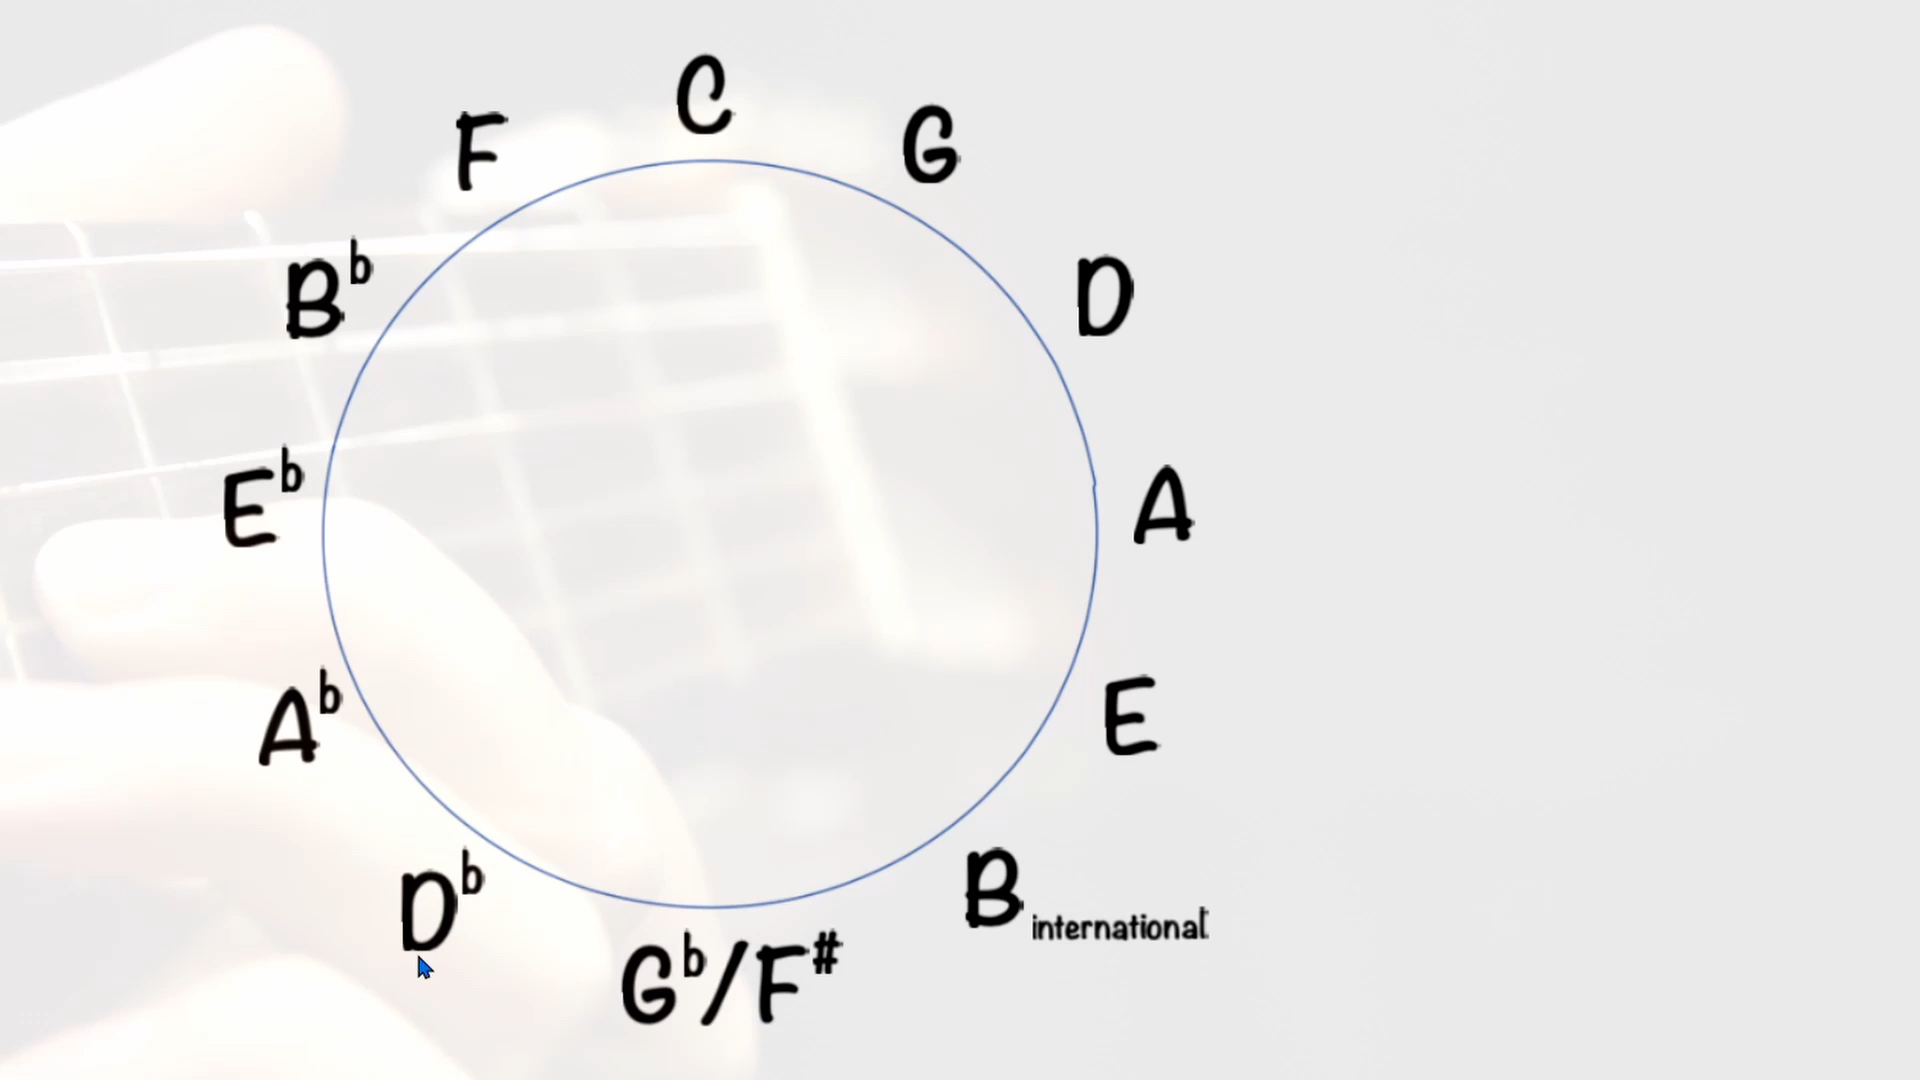 C
G
D
A
E
B international
G♭/F#
D♭
A♭
E♭
B♭
F